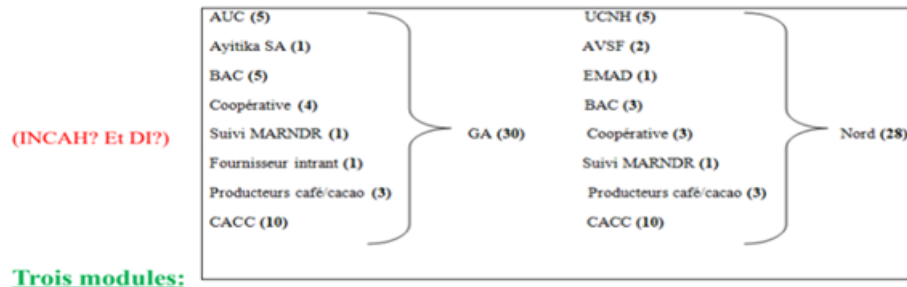 AUC (5)
Ayitika SA (1)
BAC (5)
Coopérative (4)
(INCAH? Et DI?)
Suivi MARNDR (1)
Fournisseur intrant (1)
Producteurs café/cacao (3)
CACC (10)
GA (30)
UCNH (5)
AVSF (2)
EMAD (1)
BAC (3)
Coopérative (3)
Suivi MARNDR (1)
Producteurs café/cacao (3)
CACC (10)
Nord (28)
Trois modules: